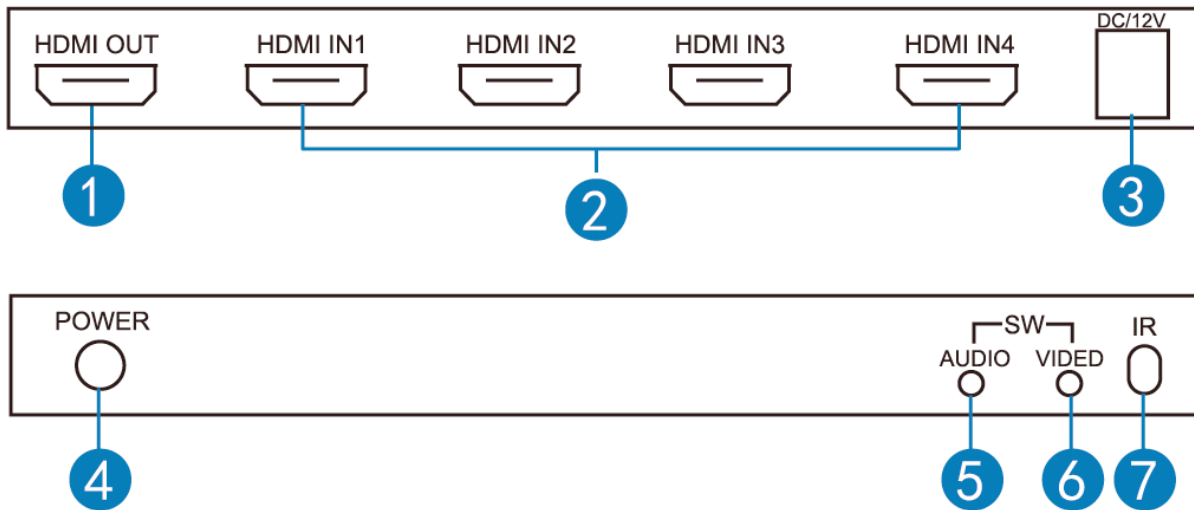 DC/12V
HDMI OUT HDMI IN1 HDMI IN2 HDMI IN3 HDMI IN4
1 2 3
POWER SW IR
AUDIO VIDED
4 5 6 7